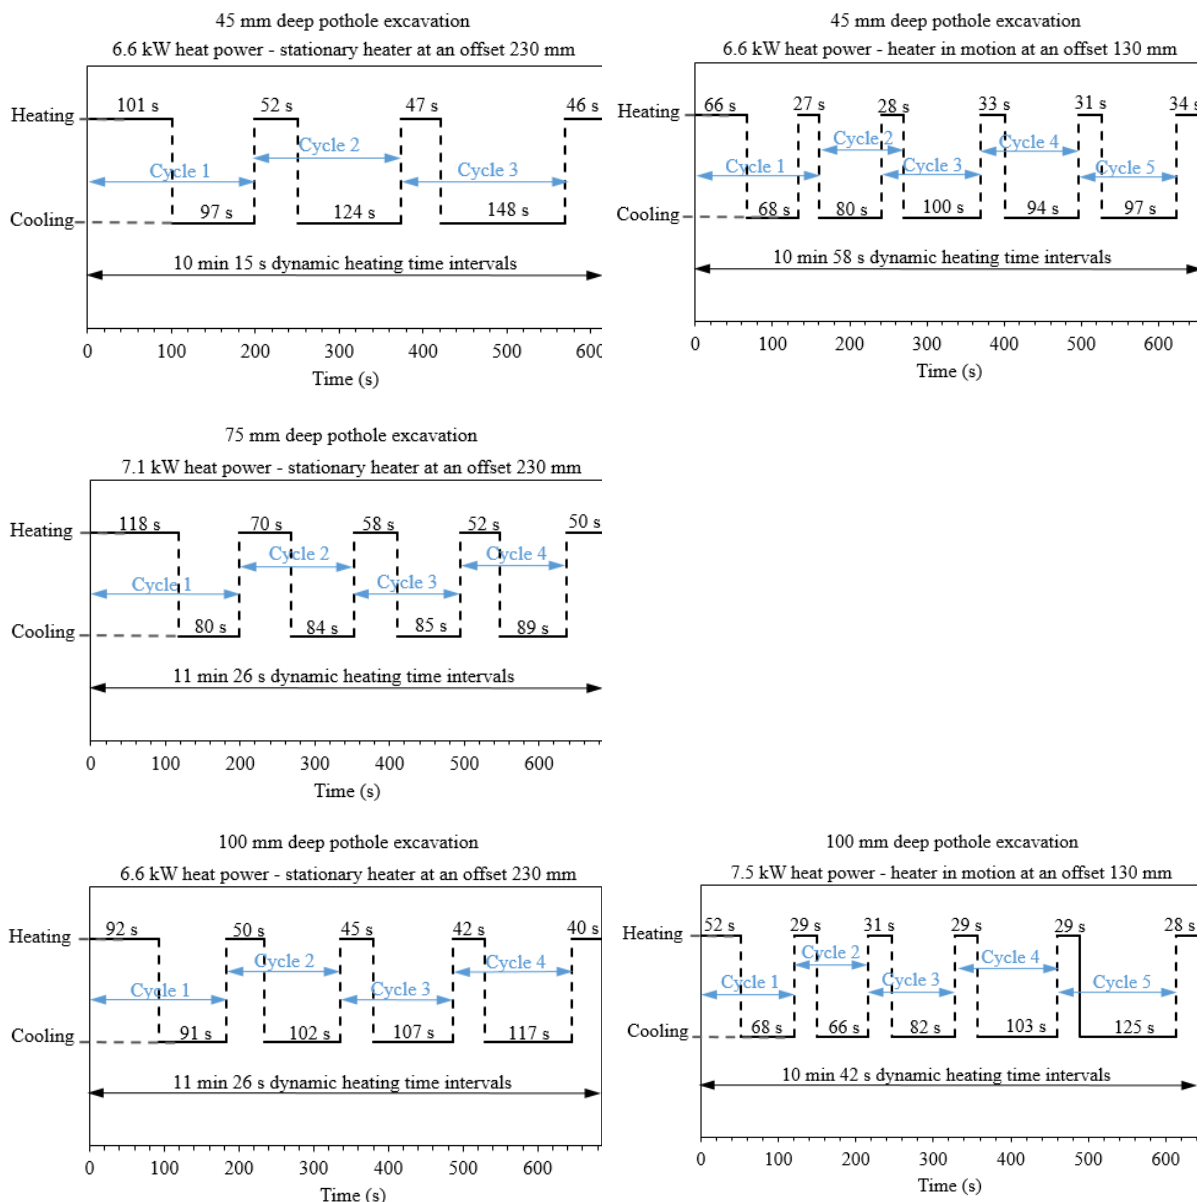 45 mm deep pothole excavation
6.6 kW heat power - stationary heater at an offset 230 mm
Heating
101 s
52 s
47 s
46 s
Cycle 1
Cycle 2
Cycle 3
Cooling
97 s
124 s
148 s
10 min 15 s dynamic heating time intervals
0 100 200 300 400 500 600
Time (s)
45 mm deep pothole excavation
6.6 kW heat power - heater in motion at an offset 130 mm
Heating
66 s
27 s
28 s
33 s
31 s
34 s
Cycle 1
Cycle 2
Cycle 3
Cycle 4
Cycle 5
Cooling
68 s
80 s
100 s
94 s
97 s
10 min 58 s dynamic heating time intervals
0 100 200 300 400 500 600
Time (s)
75 mm deep pothole excavation
7.1 kW heat power - stationary heater at an offset 230 mm
Heating
118 s
70 s
58 s
52 s
50 s
Cycle 1
Cycle 2
Cycle 3
Cycle 4
Cooling
80 s
84 s
85 s
89 s
11 min 26 s dynamic heating time intervals
0 100 200 300 400 500 600
Time (s)
100 mm deep pothole excavation
6.6 kW heat power - stationary heater at an offset 230 mm
Heating
92 s
50 s
45 s
42 s
40 s
Cycle 1
Cycle 2
Cycle 3
Cycle 4
Cooling
91 s
102 s
107 s
117 s
11 min 26 s dynamic heating time intervals
0 100 200 300 400 500 600
Time (s)
100 mm deep pothole excavation
7.5 kW heat power - heater in motion at an offset 130 mm
Heating
52 s
29 s
31 s
29 s
29 s
28 s
Cycle 1
Cycle 2
Cycle 3
Cycle 4
Cycle 5
Cooling
68 s
66 s
82 s
103 s
125 s
10 min 42 s dynamic heating time intervals
0 100 200 300 400 500 600
Time (s)